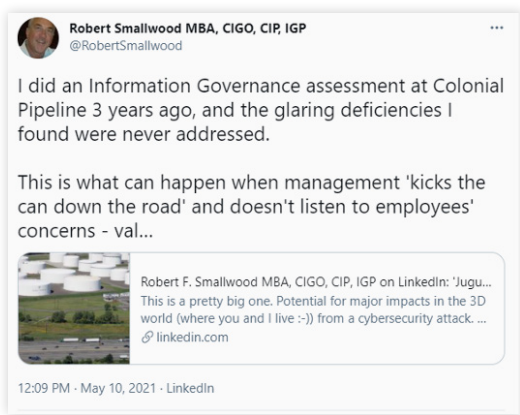 Robert Smallwood MBA, CIGO, CIP, IGP
@RobertSmallwood
I did an Information Governance assessment at Colonial
Pipeline 3 years ago, and the glaring deficiencies I
found were never addressed.
This is what can happen when management 'kicks the
can down the road' and doesn't listen to employees'
concerns - val...
Robert F. Smallwood MBA, CIGO, CIP, IGP on LinkedIn: 'Jugu...
This is a pretty big one. Potential for major impacts in the 3D
world (where you and I live :-)) from a cybersecurity attack. ...
linkedin.com
12:09 PM · May 10, 2021 · LinkedIn